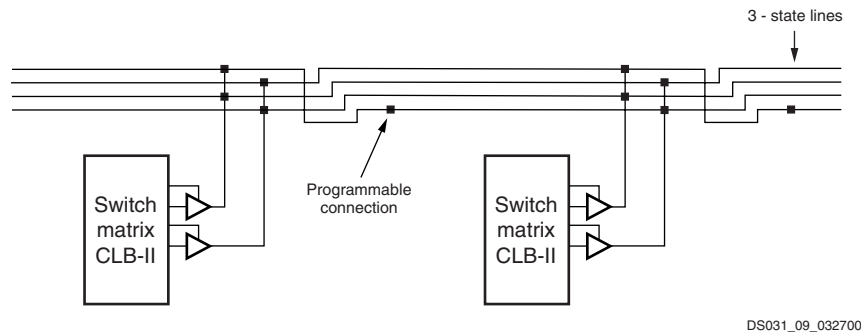 3 - state lines
Programmable
connection
Switch
matrix
CLB-II
Switch
matrix
CLB-II
DS031_09_032700